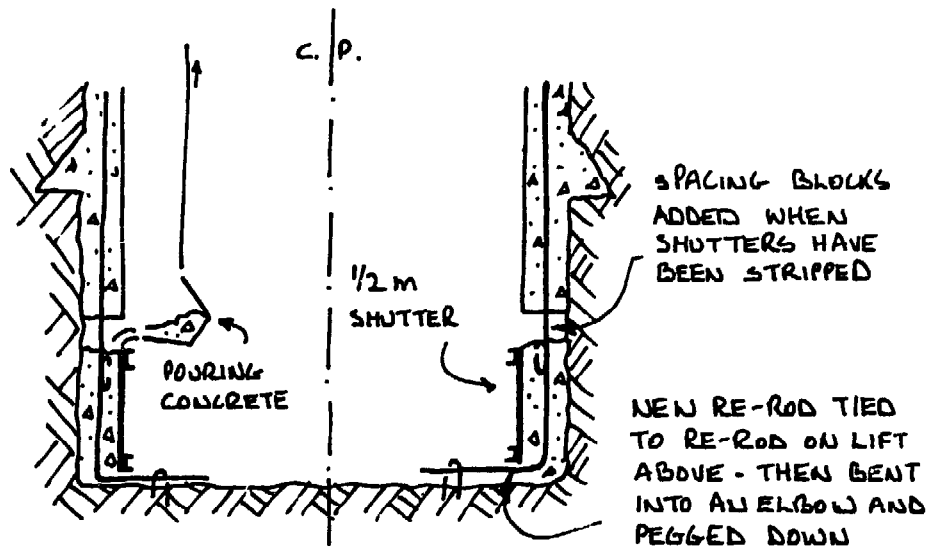 C. P.
SPACING BLOCKS
ADDED WHEN
SHUTTERS HAVE
BEEN STRIPPED
1/2 m
SHUTTER
POURING
CONCRETE
NEW RE-ROD TIED
TO RE-ROD ON LIFT
ABOVE - THEN BENT
INTO AN ELBOW AND
PEGGED DOWN